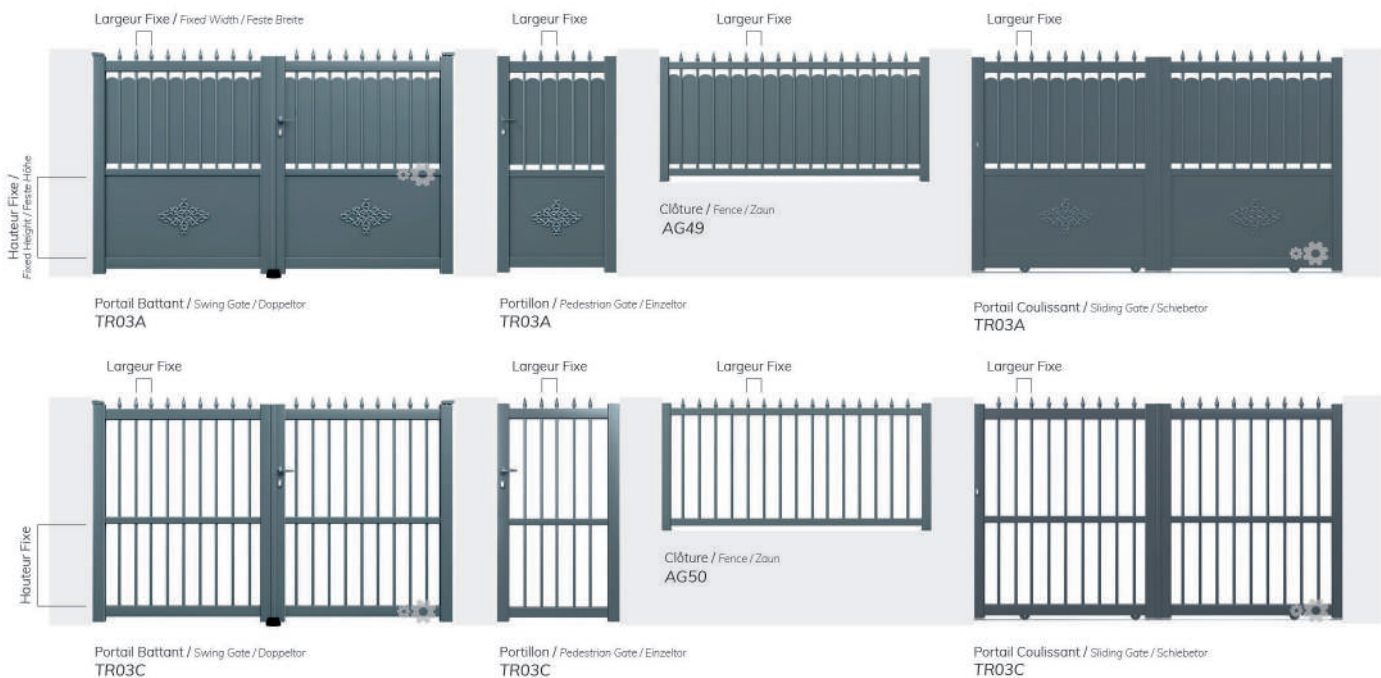 Largeur Fixe / Fixed Width / Feste Breite
Largeur Fixe
Largeur Fixe
Largeur Fixe
Hauteur Fixe /
Fixed Height / Feste Höhe
Clôture / Fence / Zaun
AG49
Portail Battant / Swing Gate / Doppeltor
TR03A
Portillon / Pedestrian Gate / Einzeltor
TR03A
Portail Coulissant / Sliding Gate / Schiebetor
TR03A
Largeur Fixe
Largeur Fixe
Largeur Fixe
Largeur Fixe
Hauteur Fixe
Clôture / Fence / Zaun
AG50
Portail Battant / Swing Gate / Doppeltor
TR03C
Portillon / Pedestrian Gate / Einzeltor
TR03C
Portail Coulissant / Sliding Gate / Schiebetor
TR03C